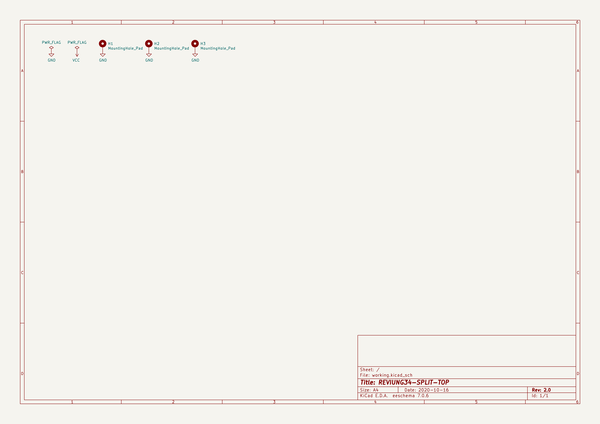 1 2 3 4 5 6
PWR_FLAG PWR_FLAG H1 H2 H3
MountingHole_Pad MountingHole_Pad MountingHole_Pad
GND VCC GND GND GND
A A
B B
C C
D D
Sheet: /
File: working.kicad_sch
Title: REVIUNG34-SPLIT-TOP
Size: A4 Date: 2020-10-16 Rev: 2.0
KiCad E.D.A. eeschema 7.0.6 Id: 1/1
1 2 3 4 5 6